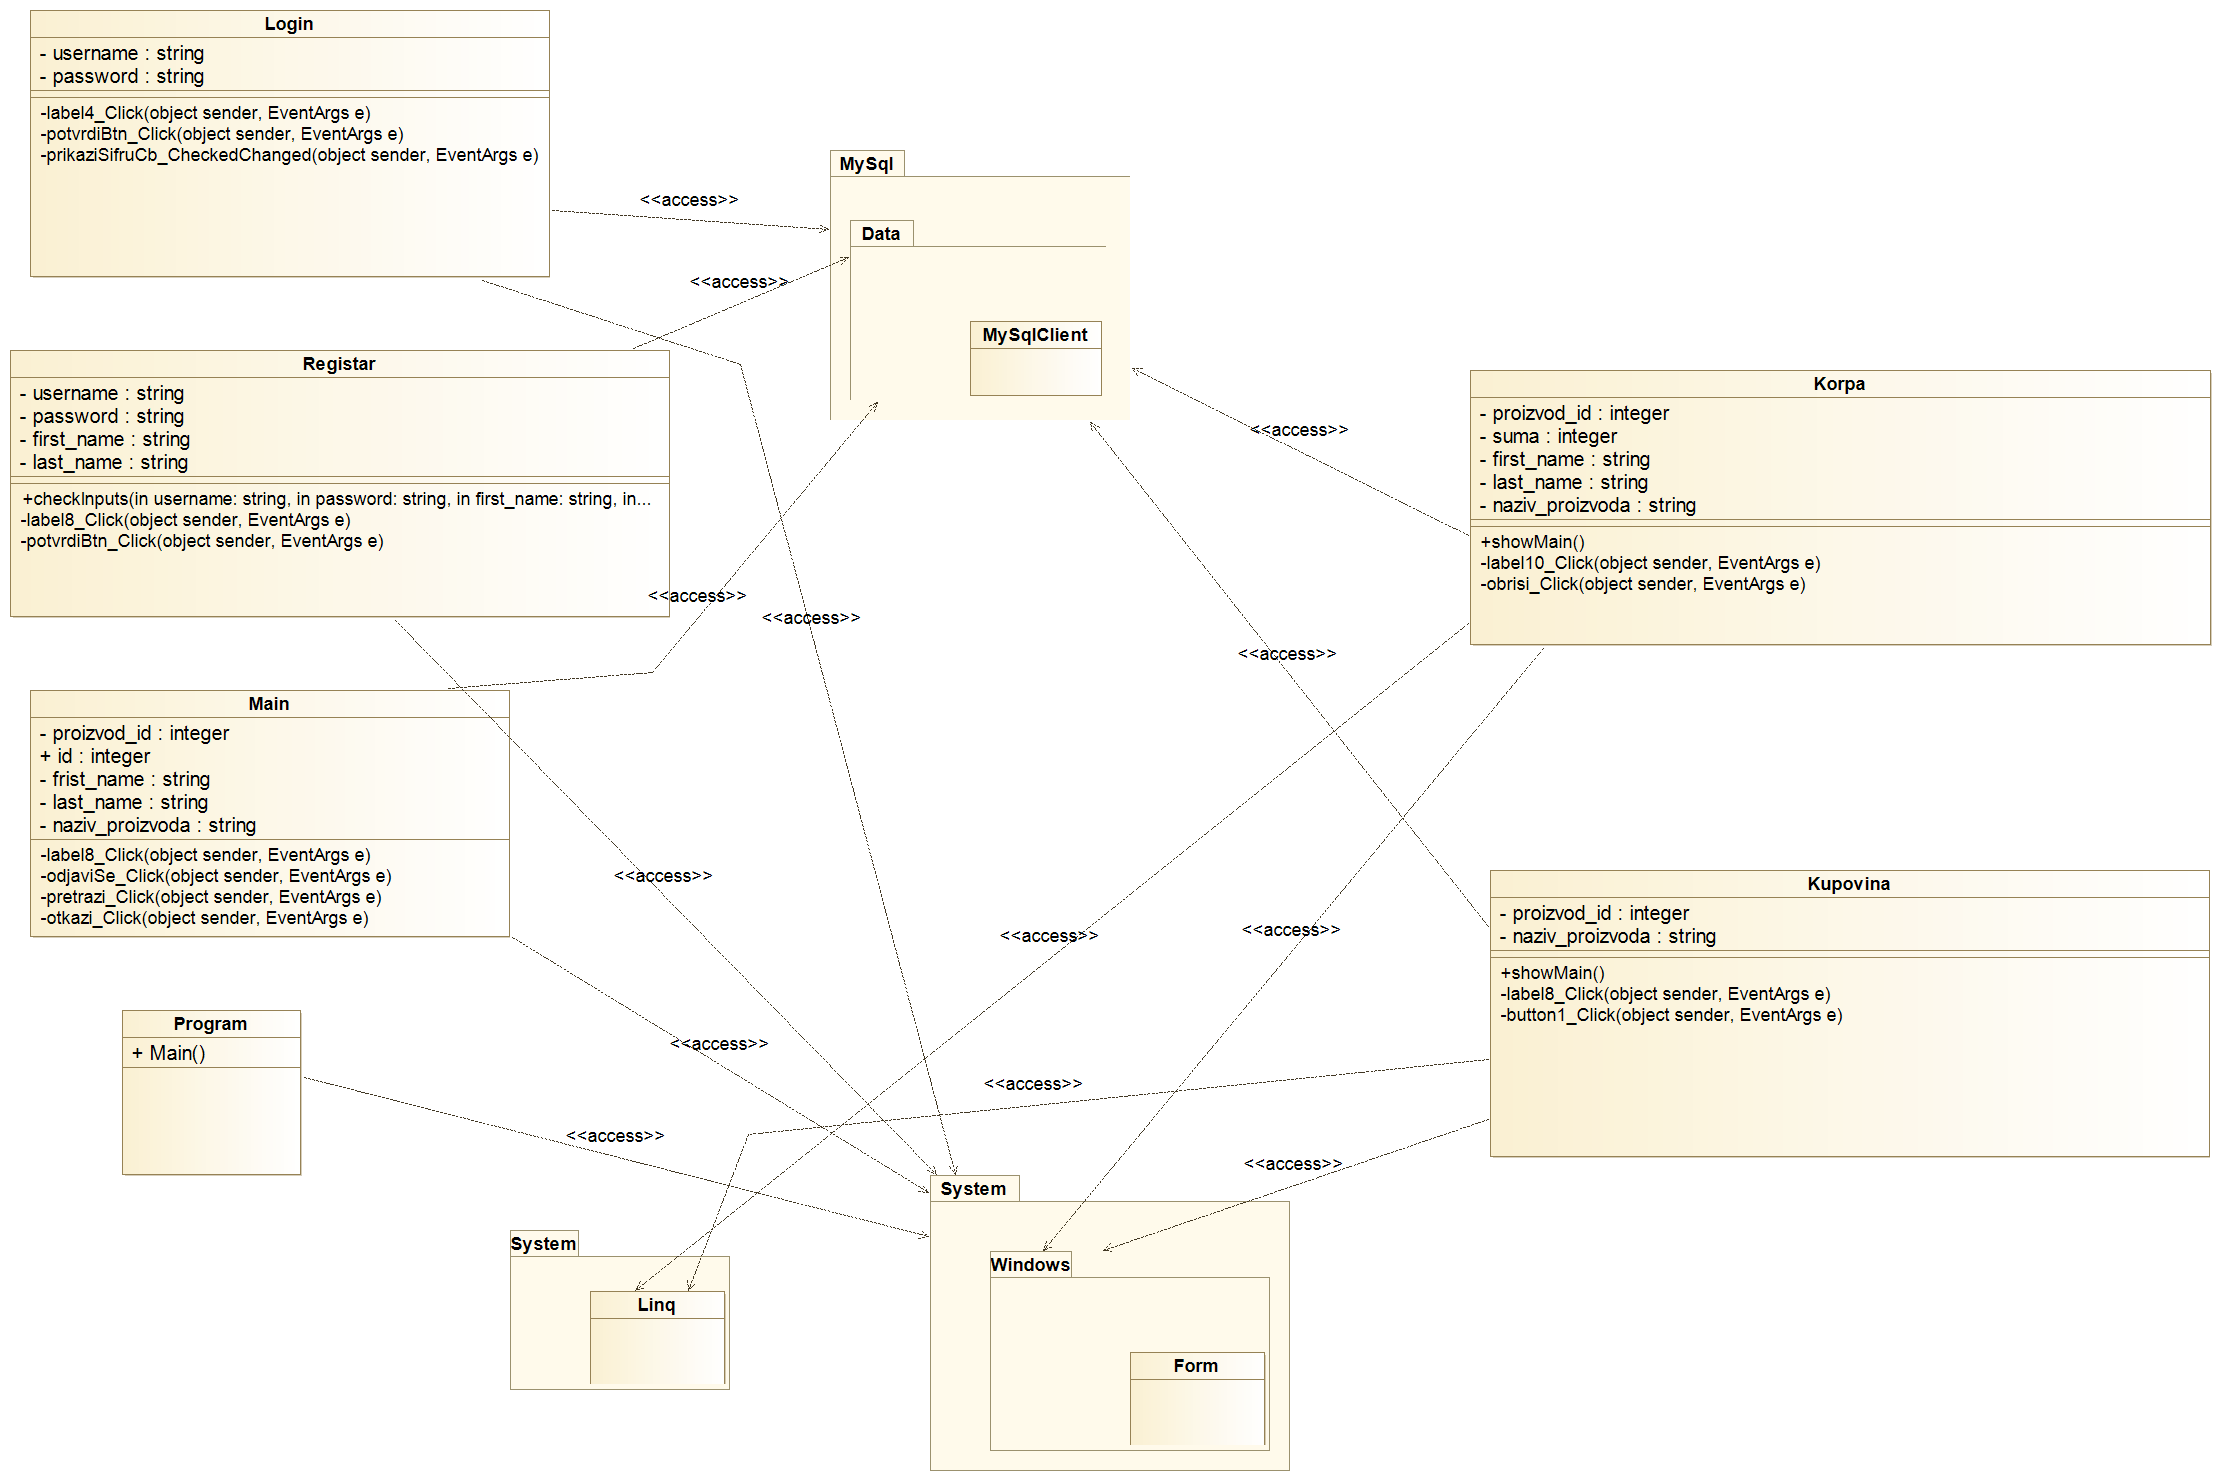 Login
- username : string
- password : string
-label4_Click(object sender, EventArgs e)
-potvrdiBtn_Click(object sender, EventArgs e)
-prikaziSifruCb_CheckedChanged(object sender, EventArgs e)
<<access>>
MySql
Data
MySqlClient
<<access>>
Registar
- username : string
- password : string
- first_name : string
- last_name : string
+checkInputs(in username: string, in password: string, in first_name: string, in...
-label8_Click(object sender, EventArgs e)
-potvrdiBtn_Click(object sender, EventArgs e)
<<access>>
<<access>>
<<access>>
Korpa
- proizvod_id : integer
- suma : integer
- first_name : string
- last_name : string
- naziv_proizvoda : string
+showMain()
-label10_Click(object sender, EventArgs e)
-obrisi_Click(object sender, EventArgs e)
<<access>>
Main
- proizvod_id : integer
+ id : integer
- frist_name : string
- last_name : string
- naziv_proizvoda : string
-label8_Click(object sender, EventArgs e)
-odjaviSe_Click(object sender, EventArgs e)
-pretrazi_Click(object sender, EventArgs e)
-otkazi_Click(object sender, EventArgs e)
<<access>>
<<access>>
<<access>>
Kupovina
- proizvod_id : integer
- naziv_proizvoda : string
+showMain()
-label8_Click(object sender, EventArgs e)
-button1_Click(object sender, EventArgs e)
Program
+ Main()
<<access>>
<<access>>
<<access>>
<<access>>
System
Windows
Form
System
Linq